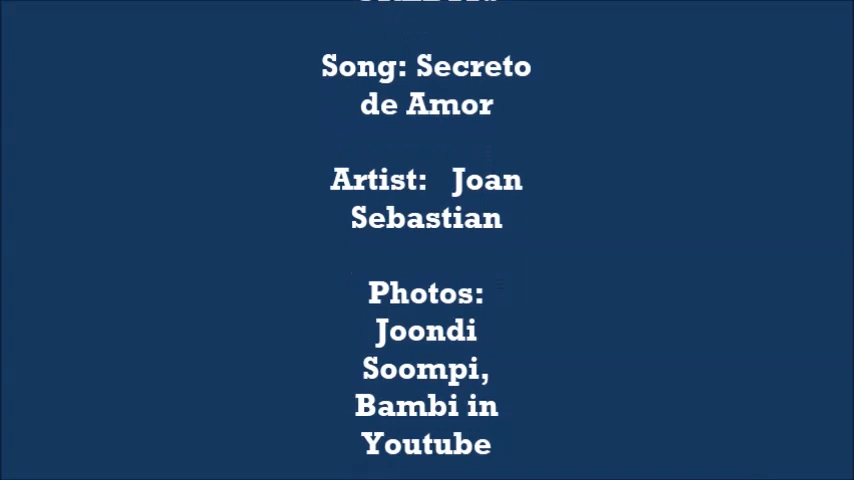 Song: Secreto
de Amor
Artist: Joan
Sebastian
Photos:
Joondi
Soompi,
Bambi in
Youtube